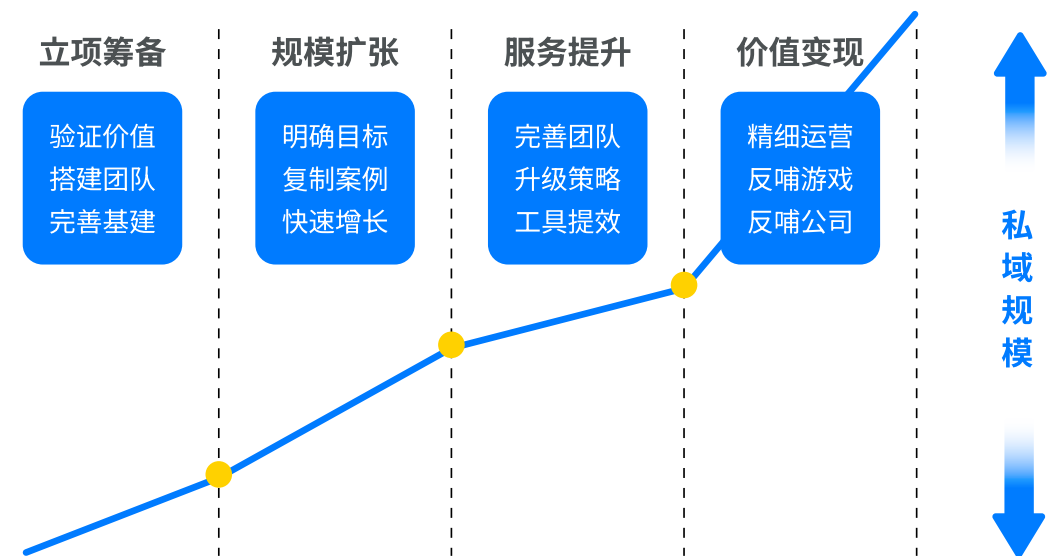 立项筹备
验证价值
搭建团队
完善基建
规模扩张
明确目标
复制案例
快速增长
服务提升
完善团队
升级策略
工具提效
价值变现
精细运营
反哺游戏
反哺公司
私域规模